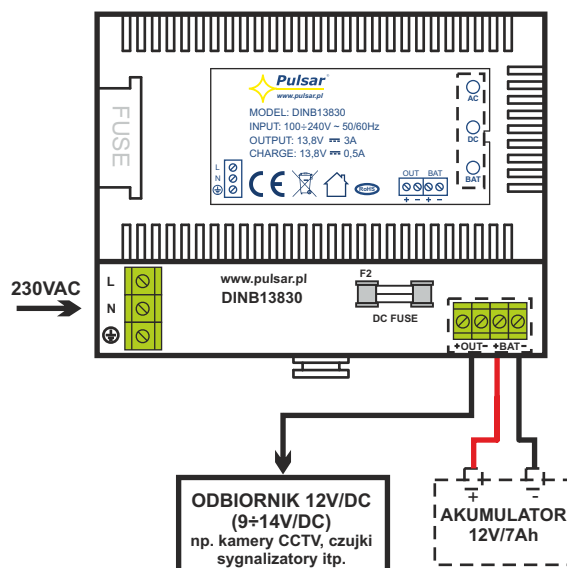 FUSE
Pulsar
www.pulsar.pl
MODEL: DINB13830
INPUT: 100÷240V ~ 50/60Hz
OUTPUT: 13,8V ⎓ 3A
CHARGE: 13,8V ⎓ 0,5A
L
N
CE
RoHS
OUT BAT
+ - + -
AC
DC
BAT
230VAC
L
N
www.pulsar.pl
DINB13830
F2
DC FUSE
+OUT- +BAT-
ODBIORNIK 12V/DC
(9÷14V/DC)
np. kamery CCTV, czujki
sygnalizatory itp.
+ -
AKUMULATOR
12V/7Ah